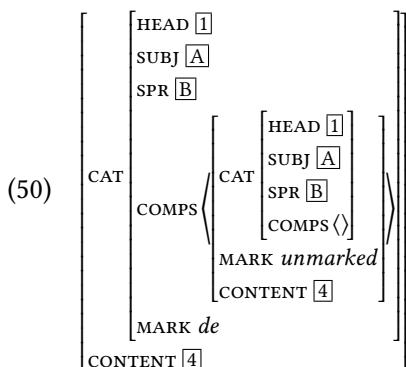 HEAD 1
SUBJ A
SPR B
HEAD 1
SUBJ A
(50) CAT CAT
SPR B
COMPS ⟨
COMPS ⟨⟩ ⟩
MARK unmarked
CONTENT 4
MARK de
CONTENT 4